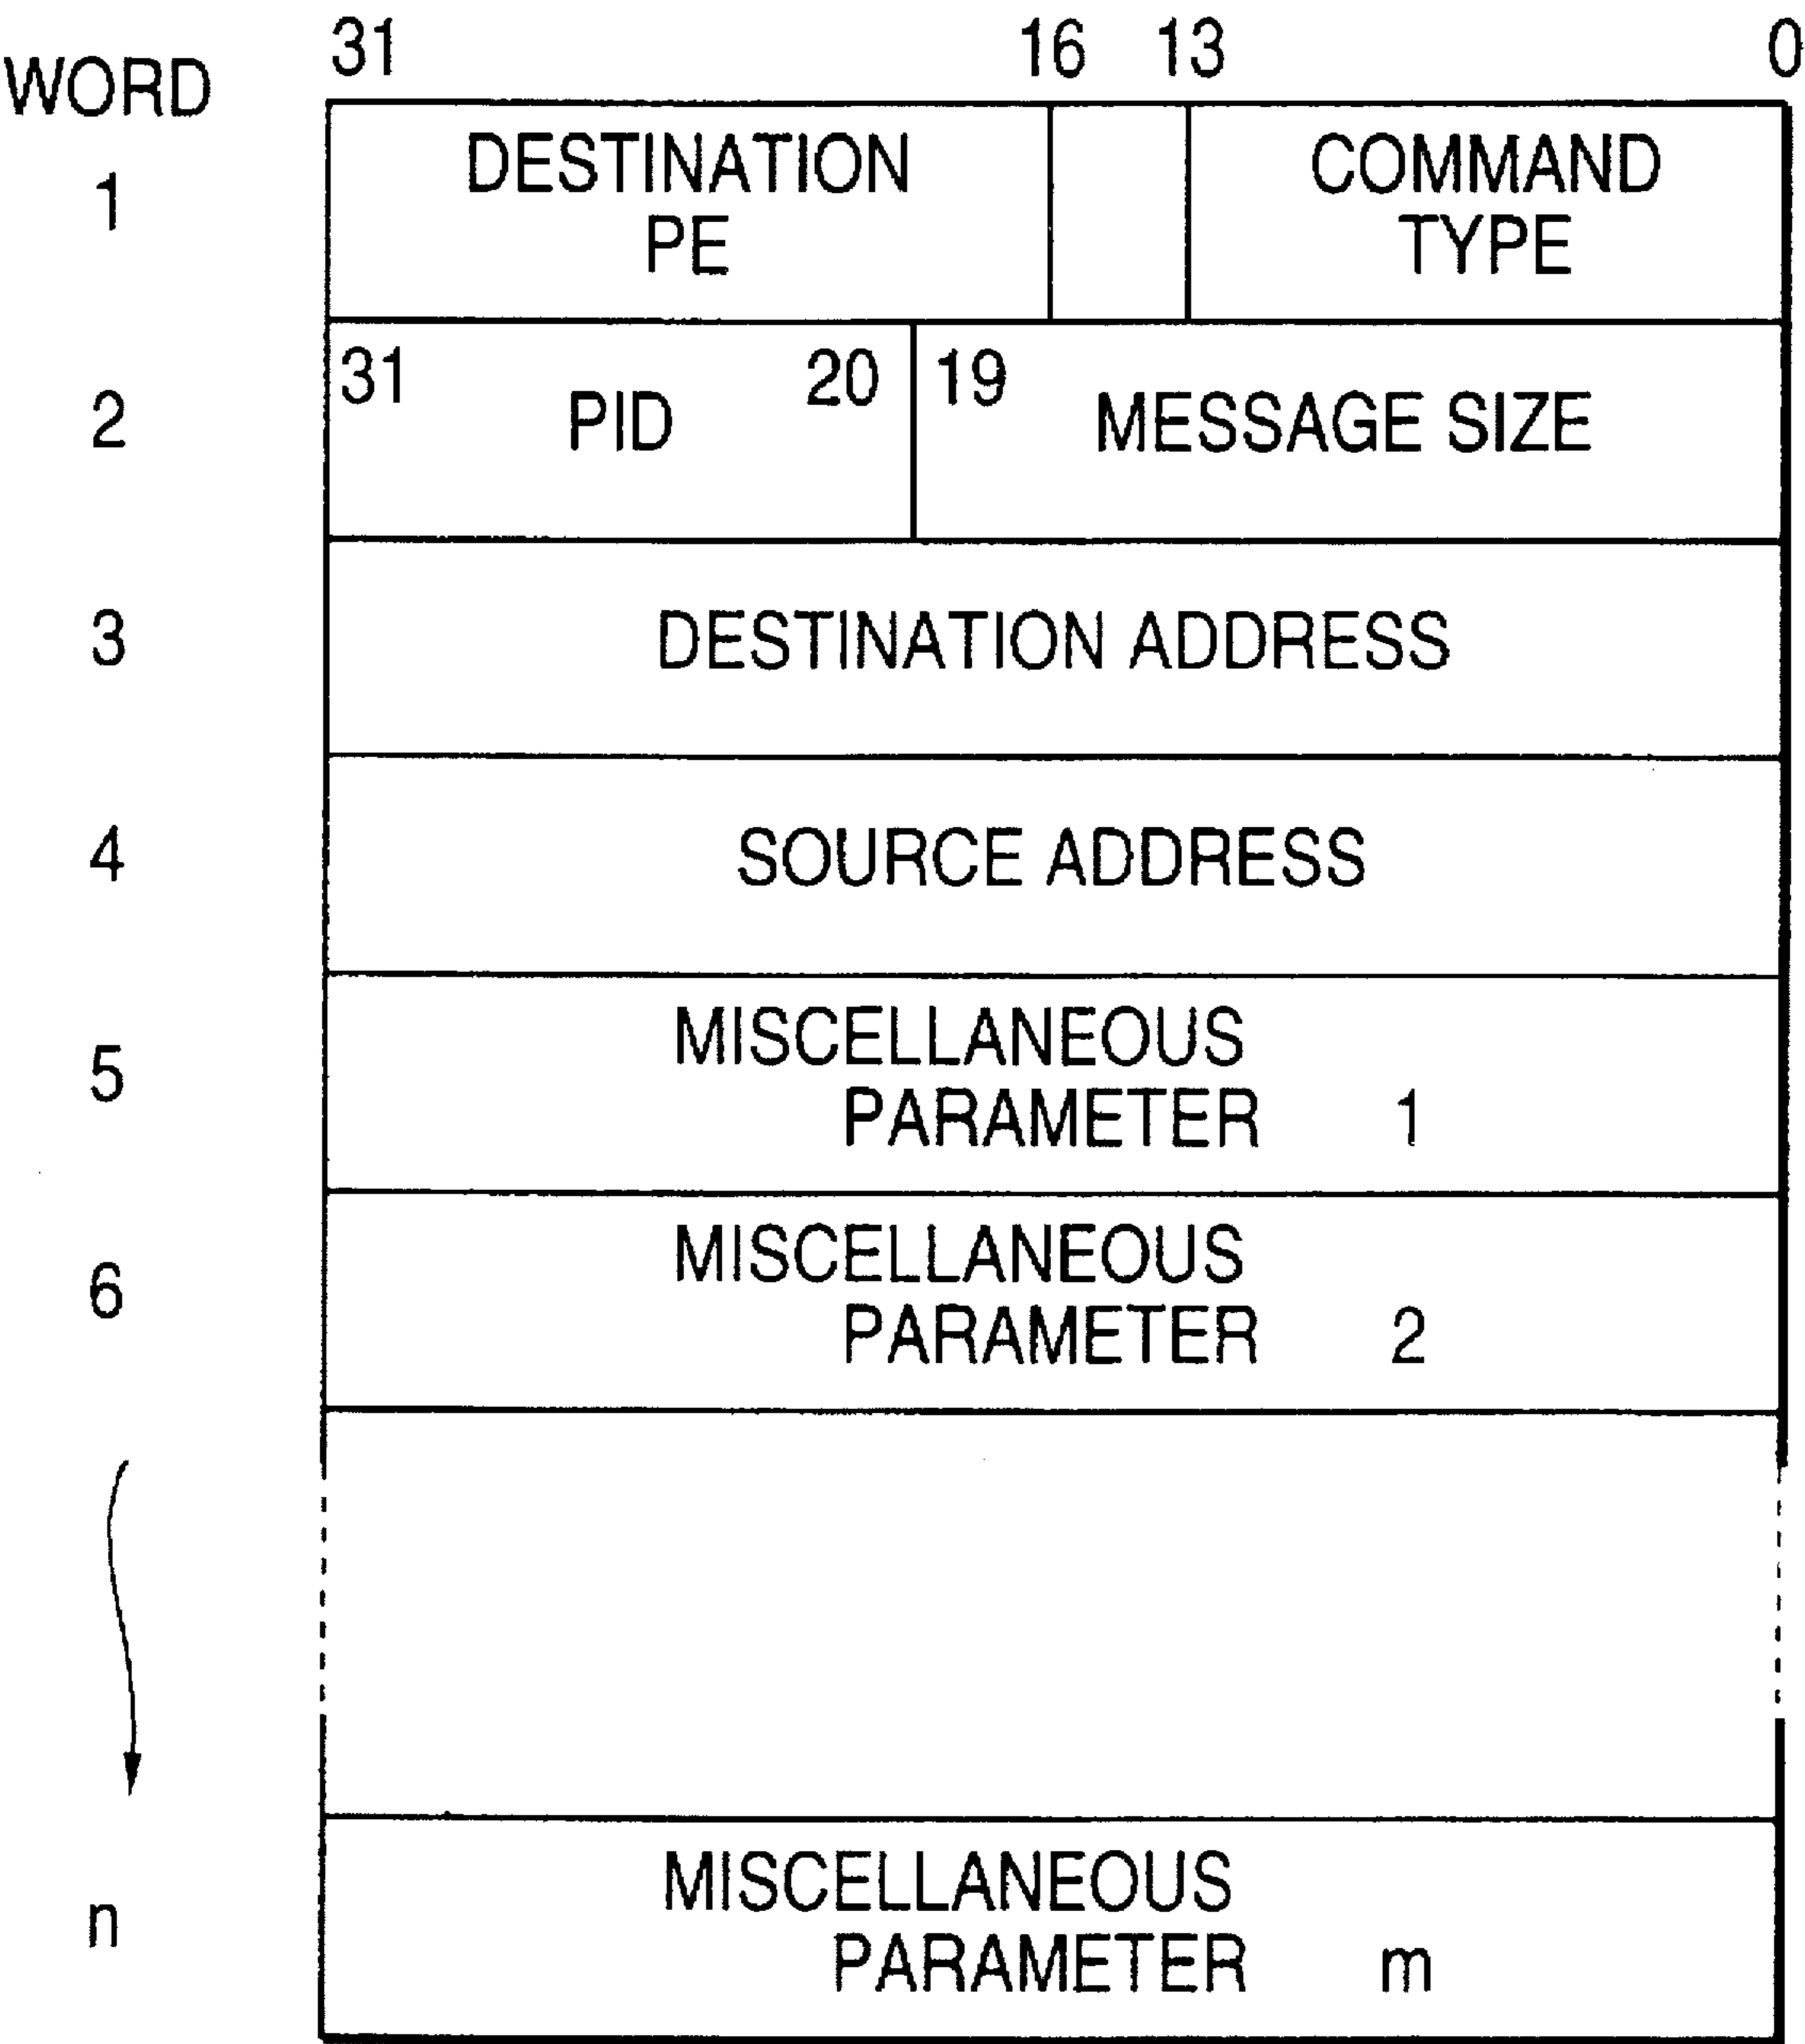 31 16 13 0
WORD
1 DESTINATION COMMAND
PE TYPE
31 20 19
2 PID MESSAGE SIZE
3 DESTINATION ADDRESS
4 SOURCE ADDRESS
MISCELLANEOUS
5
PARAMETER 1
MISCELLANEOUS
6
PARAMETER 2
MISCELLANEOUS
n
PARAMETER m